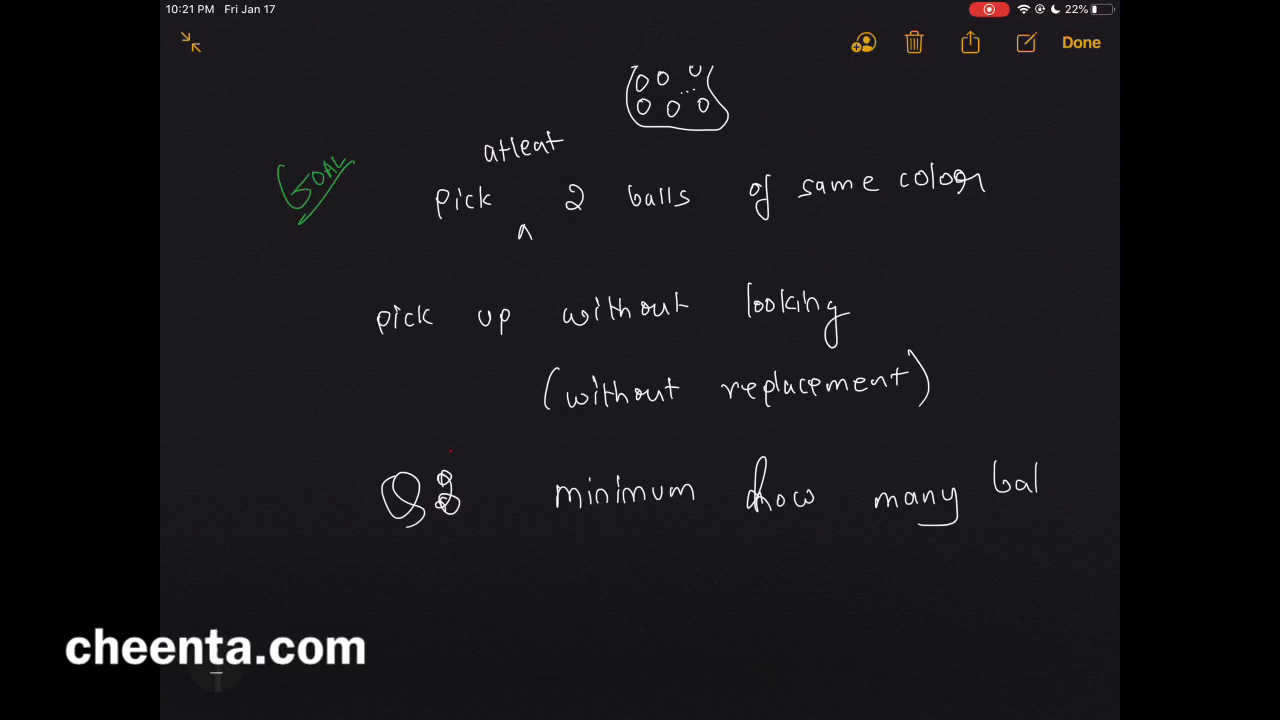 10:21 PM Fri Jan 17 22%
Done
atleat
GOAL
pick 2 balls of same color
pick up without looking
(without replacement)
Q: minimum how many bal
cheenta.com